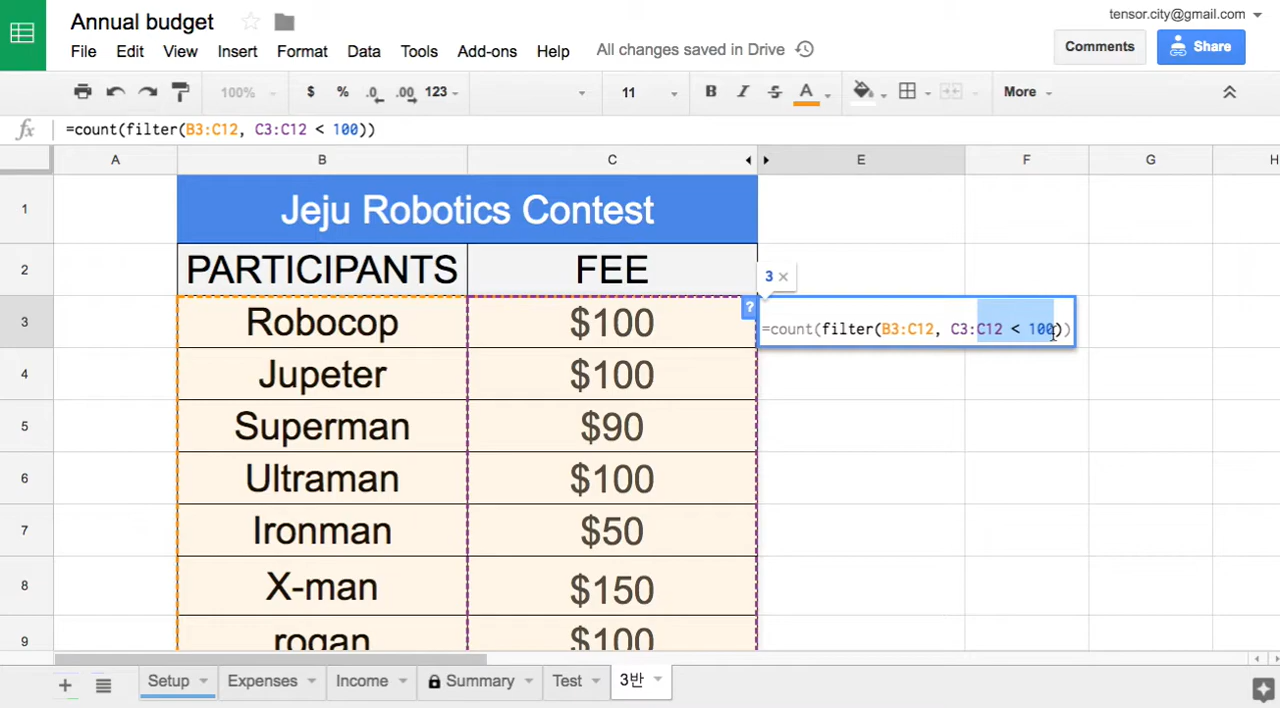 Annual budget
tensor.city@gmail.com
File Edit View Insert Format Data Tools Add-ons Help All changes saved in Drive
Comments Share
100% $ % .0 .00 123 11 B I S A More
fx =count(filter(B3:C12, C3:C12 < 100))
A B C E F G H
1 Jeju Robotics Contest
2 PARTICIPANTS FEE
3 ×
3 Robocop $100 ? =count(filter(B3:C12, C3:C12 < 100))
4 Jupeter $100
5 Superman $90
6 Ultraman $100
7 Ironman $50
8 X-man $150
9 rogan $100
+ Setup Expenses Income Summary Test 3반